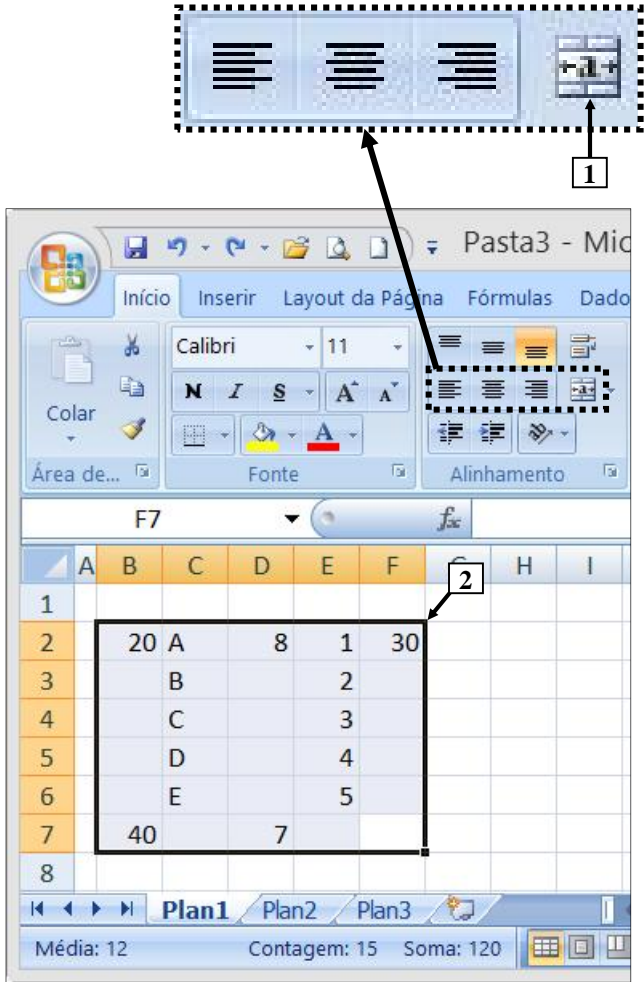 a
1
Pasta3 - Mic
Início Inserir Layout da Página Fórmulas Dado
Calibri 11
N I S A A
Colar
A
Área de... Fonte Alinhamento
F7 fx
A B C D E F G H I
2
1
2 20 A 8 1 30
3 B 2
4 C 3
5 D 4
6 E 5
7 40 7
8
Plan1 Plan2 Plan3
Média: 12 Contagem: 15 Soma: 120